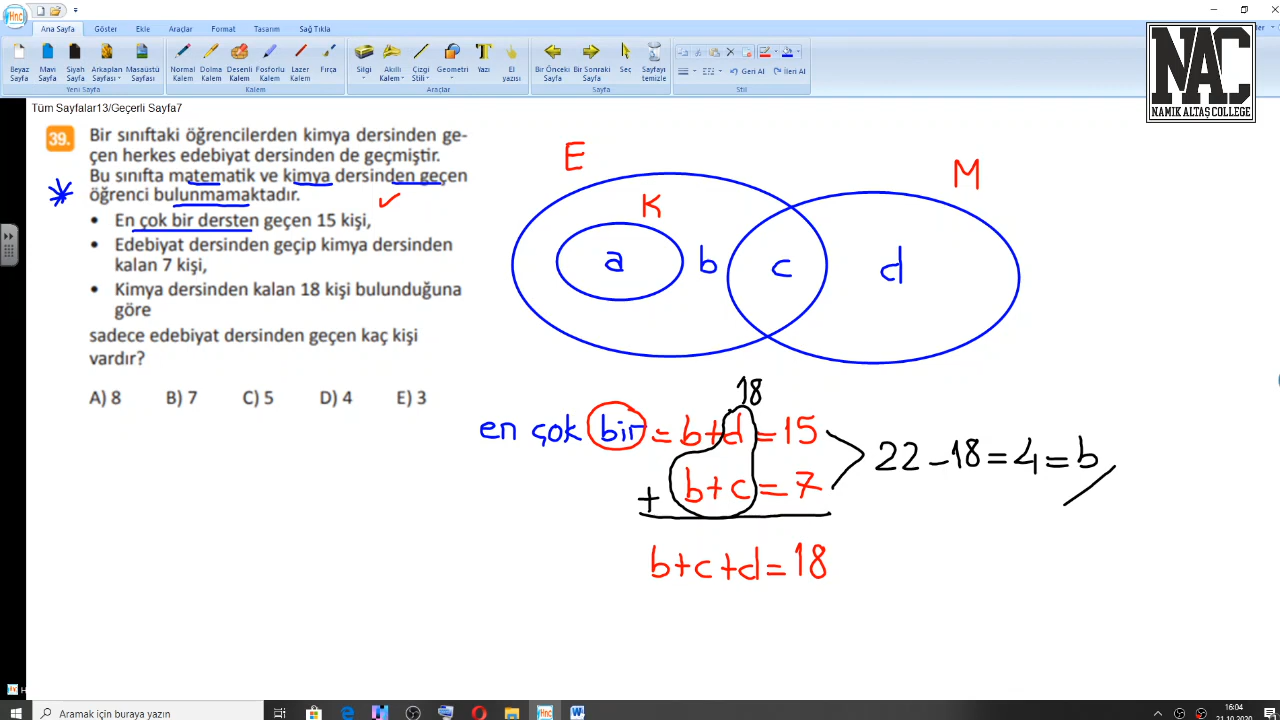 Ana Sayfa Göster Ekle Araçlar Format Tasarım Sağ Tıkla
Beyaz Sayfa
Mavi Sayfa
Siyah Sayfa
Arkaplan Sayfası
Masaüstü Sayfası
Normal Kalem
Dolma Kalem
Desenli Kalem
Fosforlu Kalem
Lazer Kalem
Fırça
Silgi
Akıllı Kalem
Çizgi Stili
Geometri
Yazı
El yazısı
Bir Önceki Sayfa
Bir Sonraki Sayfa
Seç
Sayfayı temizle
Geri Al
İleri Al
Yeni Sayfa Kalem Araçlar Sayfa Stil
NAC
NAMIK ALTAŞ COLLEGE
Tüm Sayfalar13/Geçerli Sayfa7
39. Bir sınıftaki öğrencilerden kimya dersinden ge-
çen herkes edebiyat dersinden de geçmiştir.
Bu sınıfta matematik ve kimya dersinden geçen
öğrenci bulunmamaktadır.
• En çok bir dersten geçen 15 kişi,
• Edebiyat dersinden geçip kimya dersinden
kalan 7 kişi,
• Kimya dersinden kalan 18 kişi bulunduğuna
göre
sadece edebiyat dersinden geçen kaç kişi
vardır?
A) 8 B) 7 C) 5 D) 4 E) 3
E
K
M
a b c d
18
en çok bir = b+d = 15
+ b+c = 7
22 - 18 = 4 = b
b+c+d = 18
Aramak için buraya yazın
16:04
21.10.2020